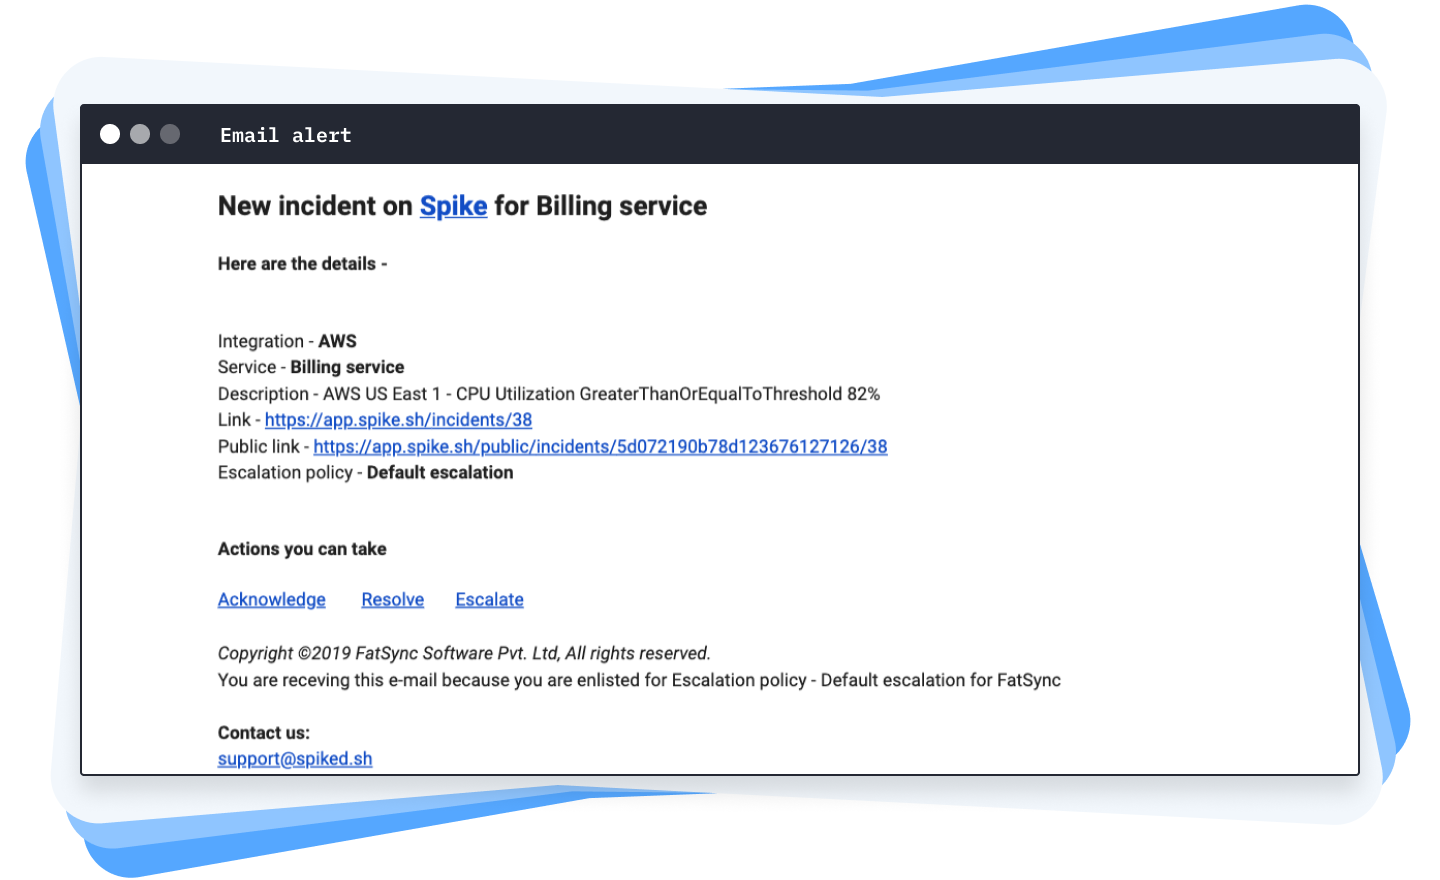 Email alert
New incident on Spike for Billing service
Here are the details -
Integration - AWS
Service - Billing service
Description - AWS US East 1 - CPU Utilization GreaterThanOrEqualToThreshold 82%
Link - https://app.spike.sh/incidents/38
Public link - https://app.spike.sh/public/incidents/5d072190b78d123676127126/38
Escalation policy - Default escalation
Actions you can take
Acknowledge Resolve Escalate
Copyright ©2019 FatSync Software Pvt. Ltd, All rights reserved.
You are receving this e-mail because you are enlisted for Escalation policy - Default escalation for FatSync
Contact us:
support@spiked.sh